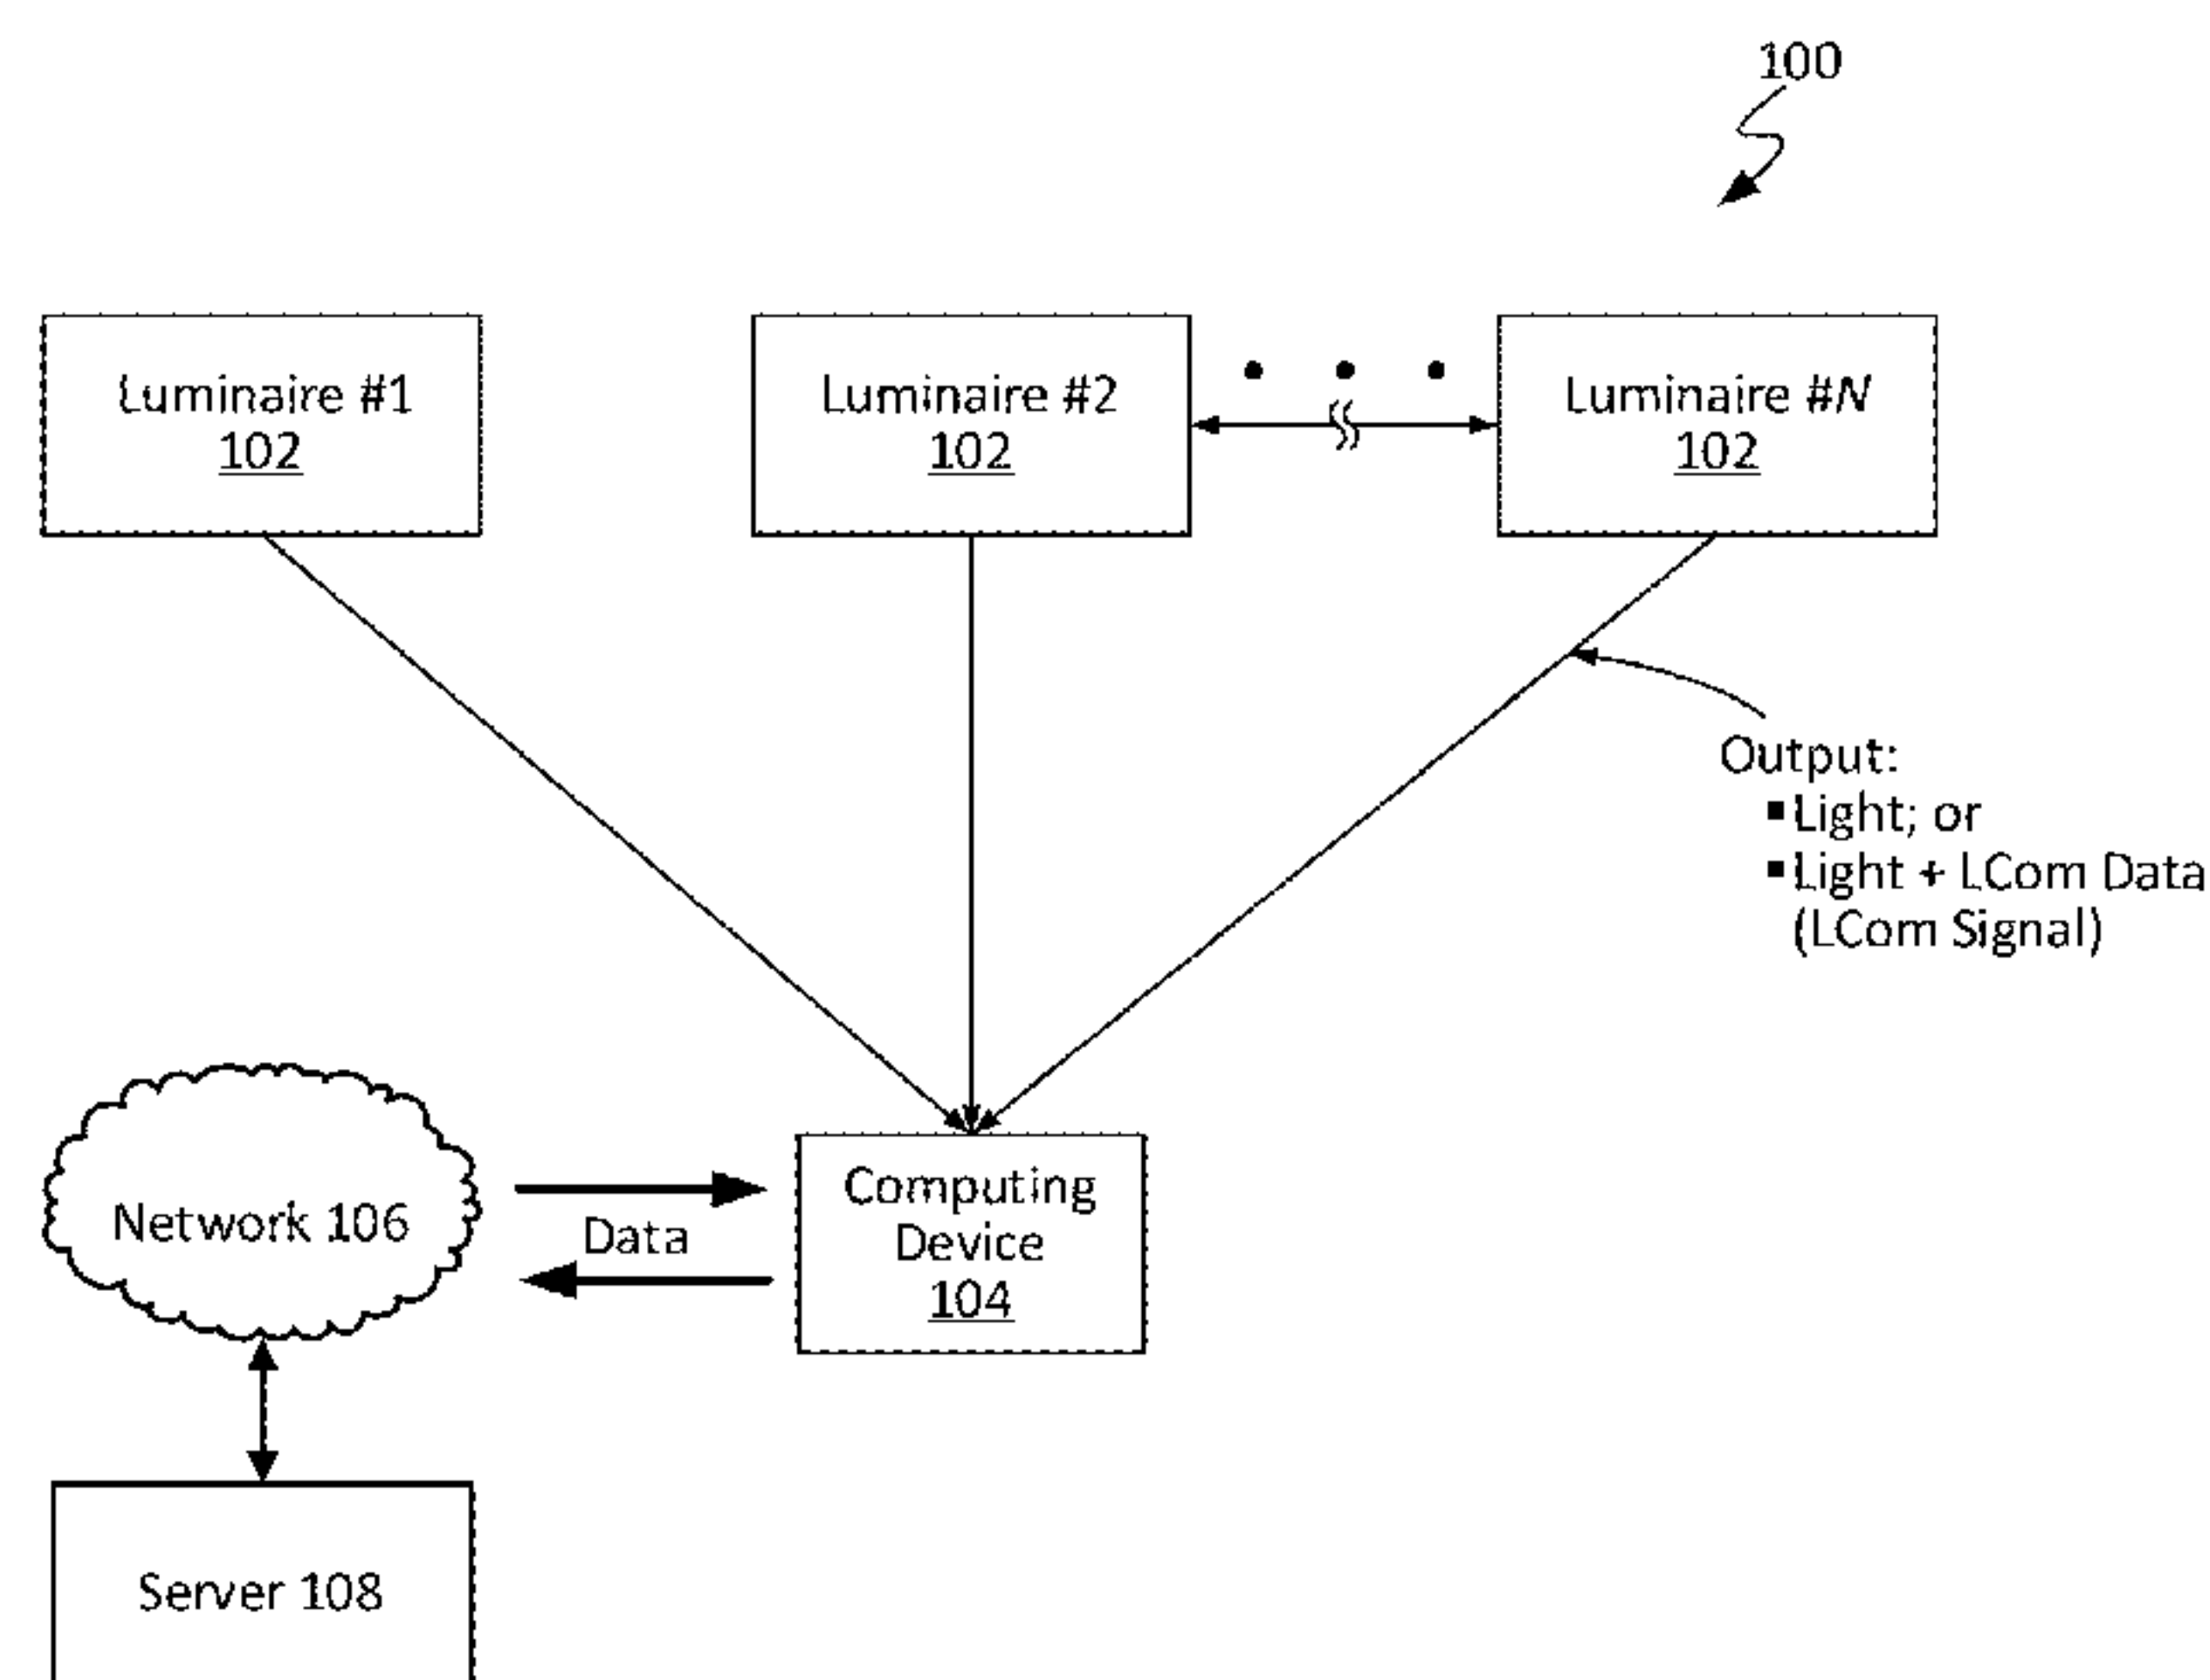 100
Luminaire #1
102
Luminaire #2
102
Luminaire #N
102
Output:
▪ Light; or
▪ Light + LCom Data
(LCom Signal)
Network 106
Data
Computing
Device
104
Server 108